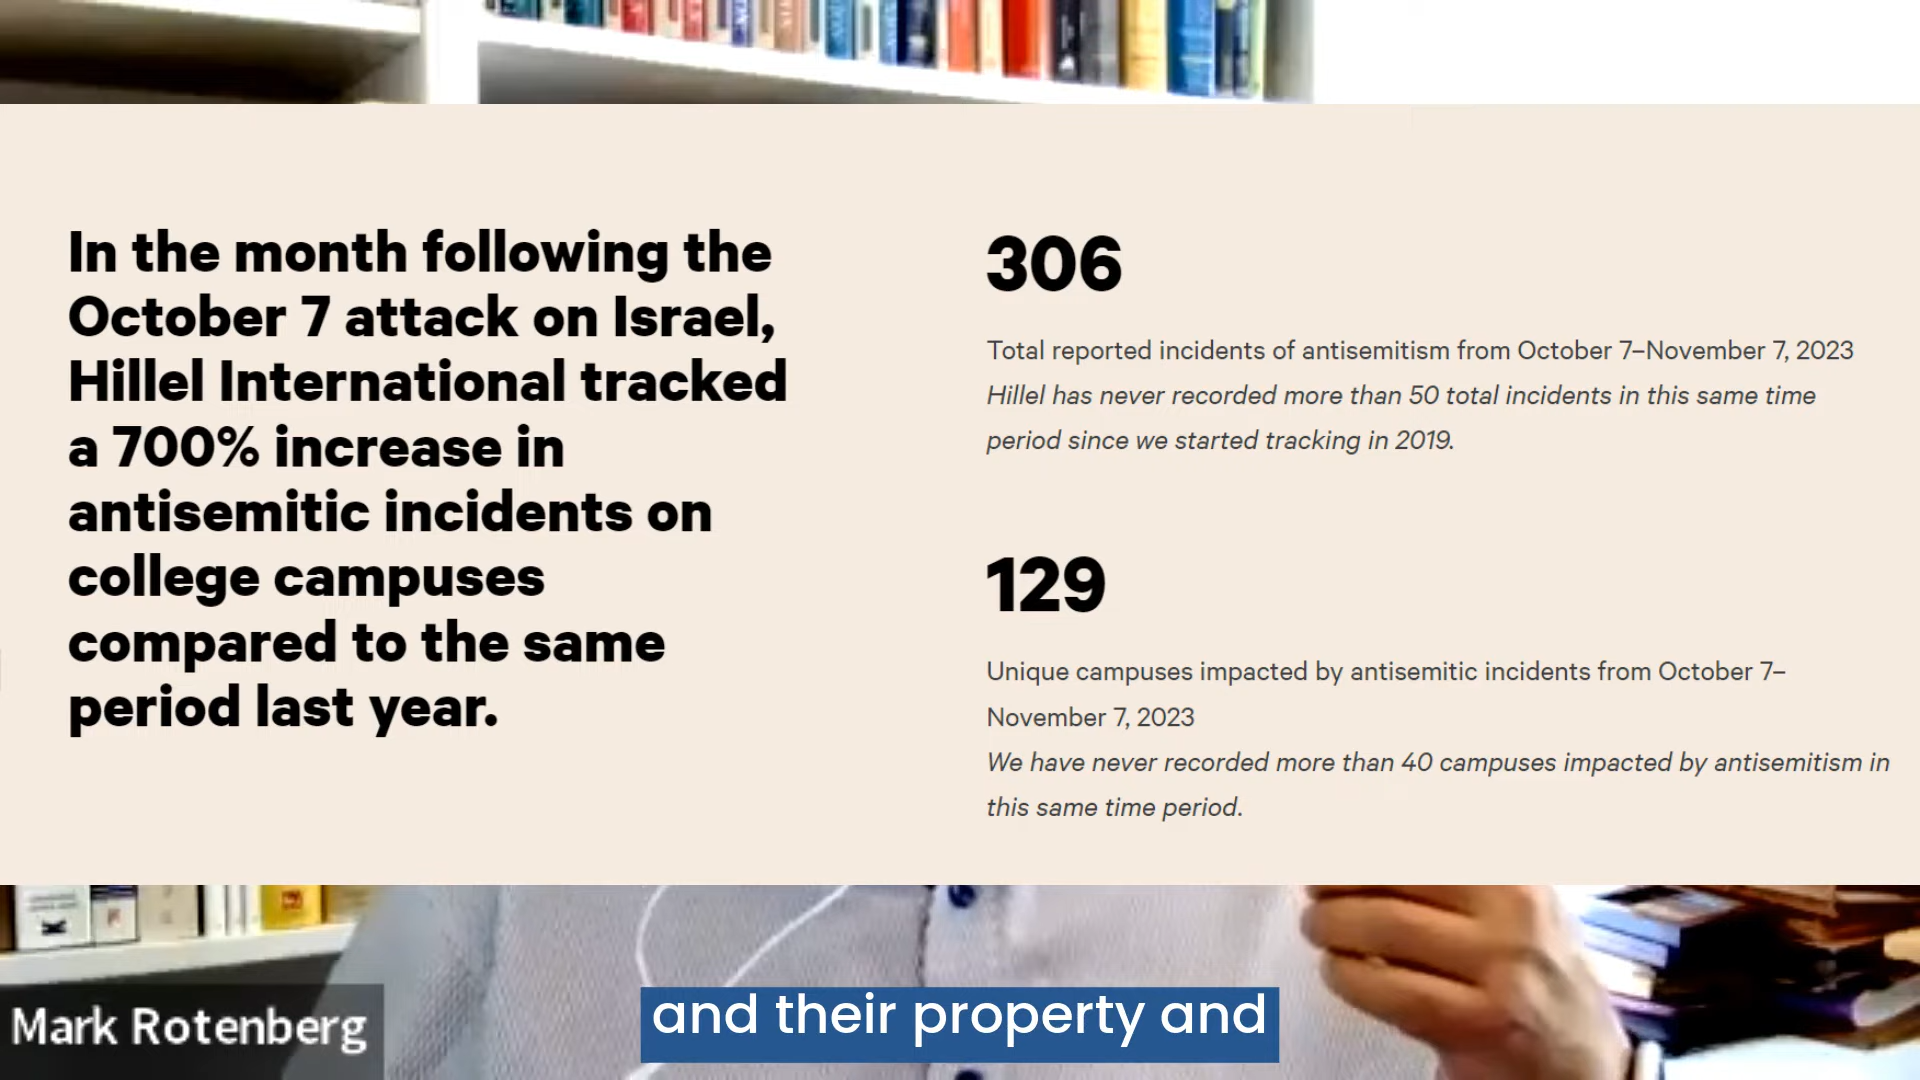 In the month following the
October 7 attack on Israel,
Hillel International tracked
a 700% increase in
antisemitic incidents on
college campuses
compared to the same
period last year.
306
Total reported incidents of antisemitism from October 7–November 7, 2023
Hillel has never recorded more than 50 total incidents in this same time
period since we started tracking in 2019.
129
Unique campuses impacted by antisemitic incidents from October 7–
November 7, 2023
We have never recorded more than 40 campuses impacted by antisemitism in
this same time period.
Mark Rotenberg
and their property and